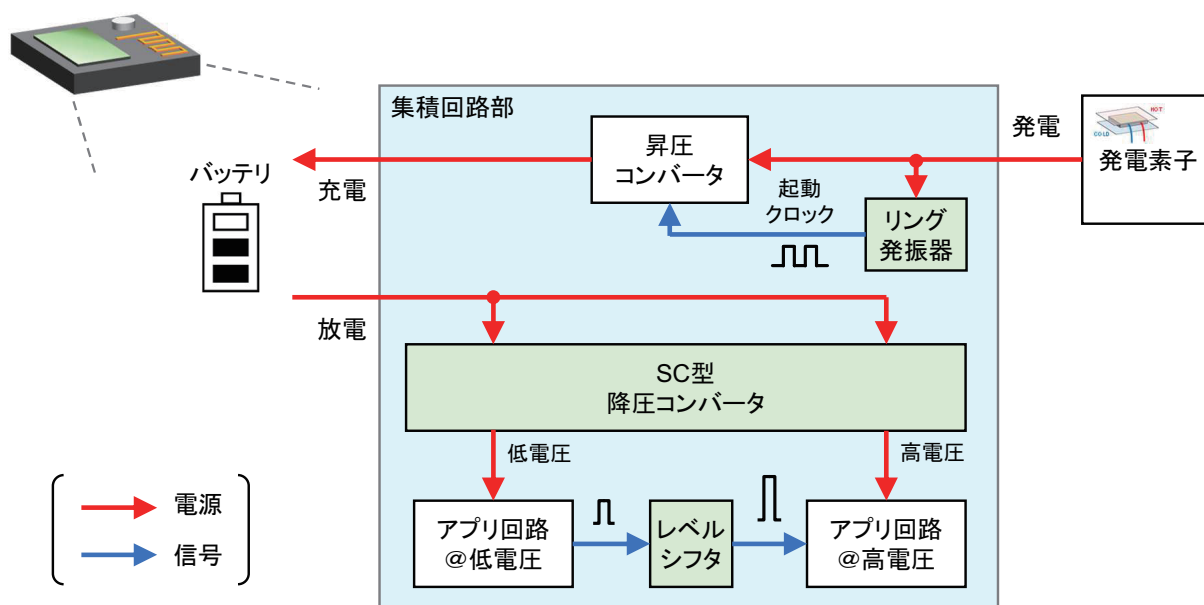 集積回路部
発電
HOT
COLD
発電素子
昇圧
コンバータ
バッテリ
充電
起動
クロック
リング
発振器
放電
SC型
降圧コンバータ
低電圧
高電圧
電源
信号
アプリ回路
@低電圧
レベル
シフタ
アプリ回路
@高電圧